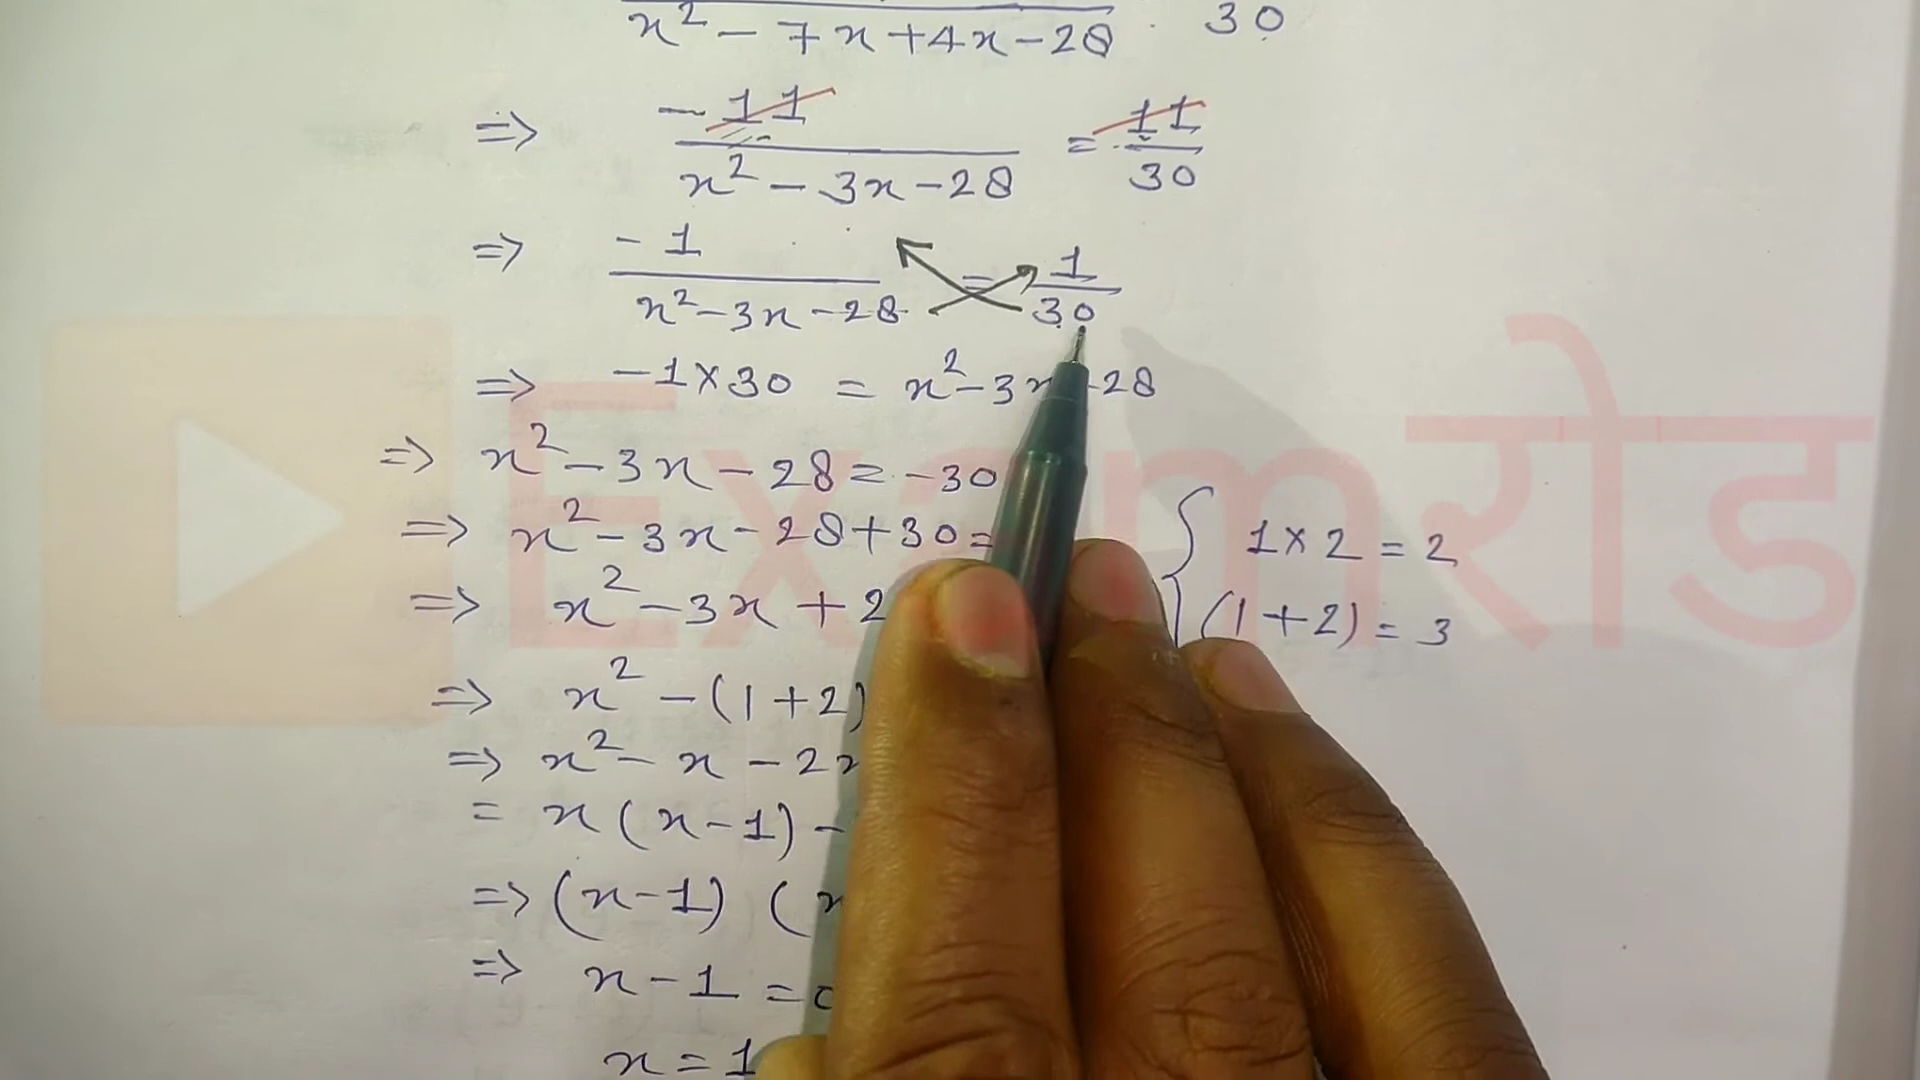 x² - 7x + 4x - 28 30
⇒ - 11 / x² - 3x - 28 = 11 / 30
⇒ - 1 / x² - 3x - 28 = 1 / 30
⇒ - 1 × 30 = x² - 3x - 28
⇒ x² - 3x - 28 = - 30
⇒ x² - 3x - 28 + 30 =
⇒ x² - 3x + 2
{ 1 × 2 = 2
(1 + 2) = 3
⇒ x² - (1 + 2)
⇒ x² - x - 2x
= x (x - 1) -
⇒ (x - 1) (x
⇒ x - 1 = 0
x = 1
Examरोड